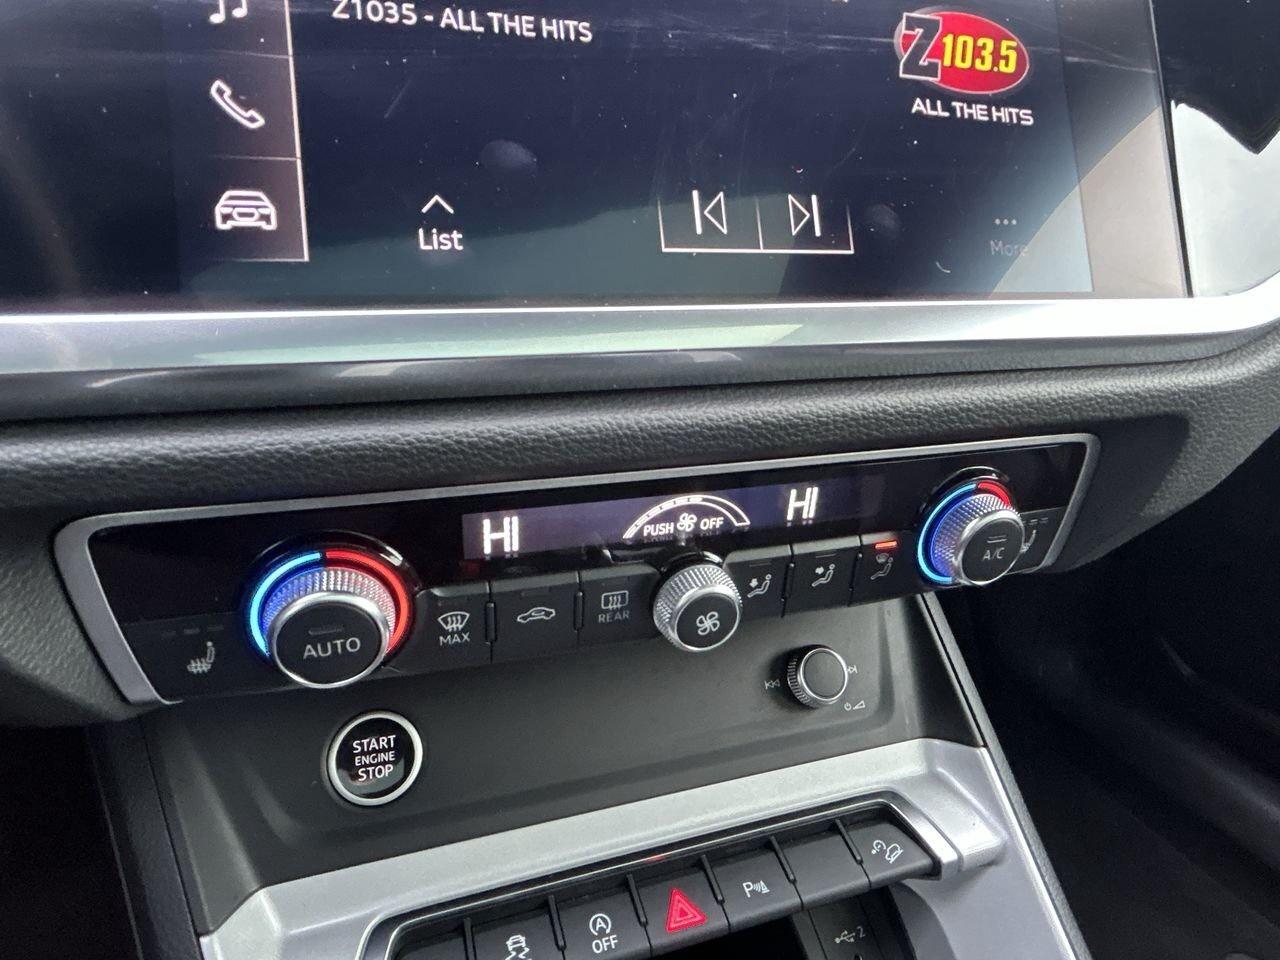 Z1035 - ALL THE HITS
Z103.5
ALL THE HITS
List
More
HI
PUSH OFF
HI
A/C
AUTO
MAX
REAR
START
ENGINE
STOP
A
OFF
P
2